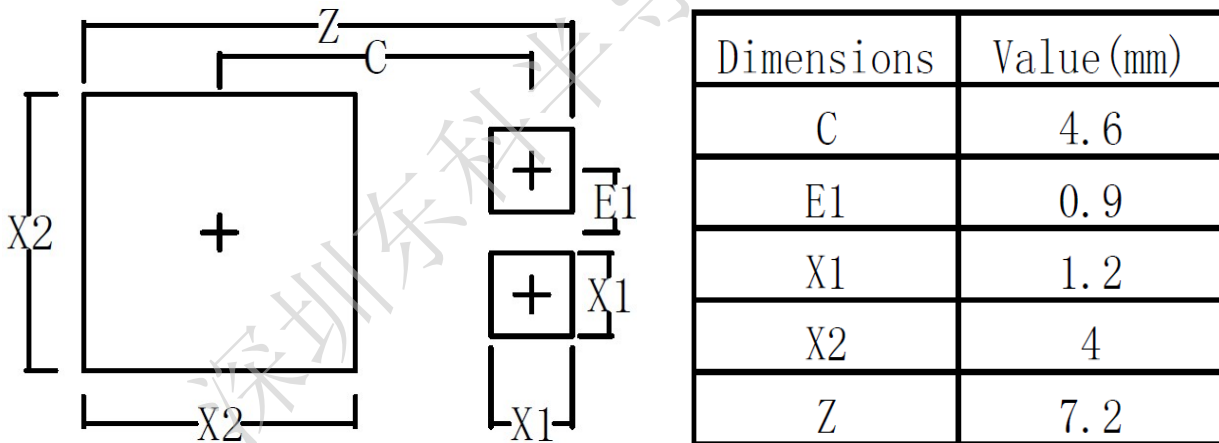 Z
C
E1
X2
X1
X2
X1
Dimensions Value(mm)
C 4.6
E1 0.9
X1 1.2
X2 4
Z 7.2
深圳东科半导